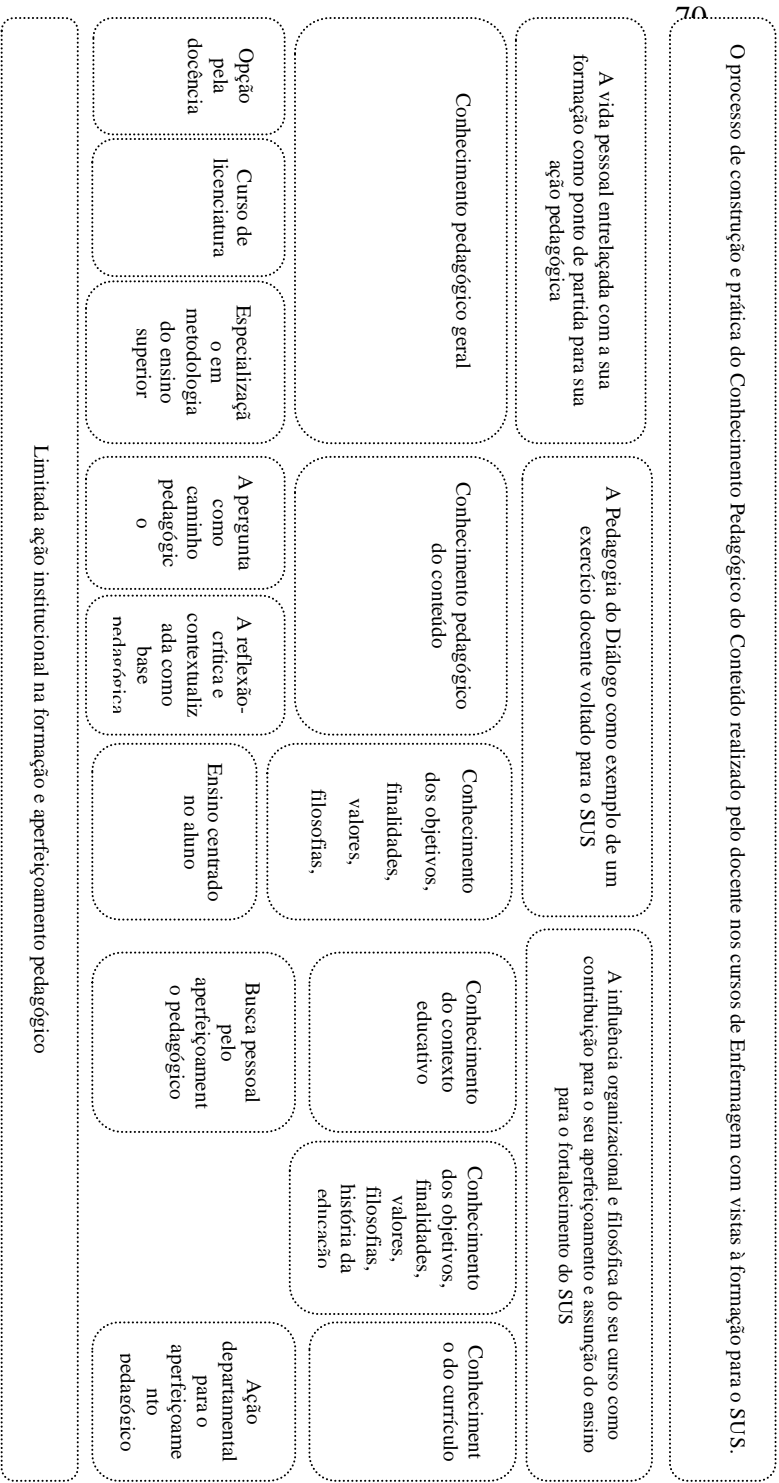 O processo de construção e prática do Conhecimento Pedagógico do Conteúdo realizado pelo docente nos cursos de Enfermagem com vistas à formação para o SUS.
A vida pessoal entrelaçada com a sua
formação como ponto de partida para sua
ação pedagógica
A Pedagogia do Diálogo como exemplo de um
exercício docente voltado para o SUS
A influência organizacional e filosófica do seu curso como
contribuição para o seu aperfeiçoamento e assunção do ensino
para o fortalecimento do SUS
Conhecimento pedagógico geral
Conhecimento pedagógico
do conteúdo
Conhecimento
dos objetivos,
finalidades,
valores,
filosofias,
Conhecimento
do contexto
educativo
Conhecimento
dos objetivos,
finalidades,
valores,
filosofias,
história da
educação
Conheciment
o do currículo
Opção
pela
docência
Curso de
licenciatura
Especializaçã
o em
metodologia
do ensino
superior
A pergunta
como
caminho
pedagógic
o
A reflexão-
crítica e
contextualiz
ada como
base
pedagógica
Ensino centrado
no aluno
Busca pessoal
pelo
aperfeiçoament
o pedagógico
Ação
departamental
para o
aperfeiçoame
nto
pedagógico
Limitada ação institucional na formação e aperfeiçoamento pedagógico